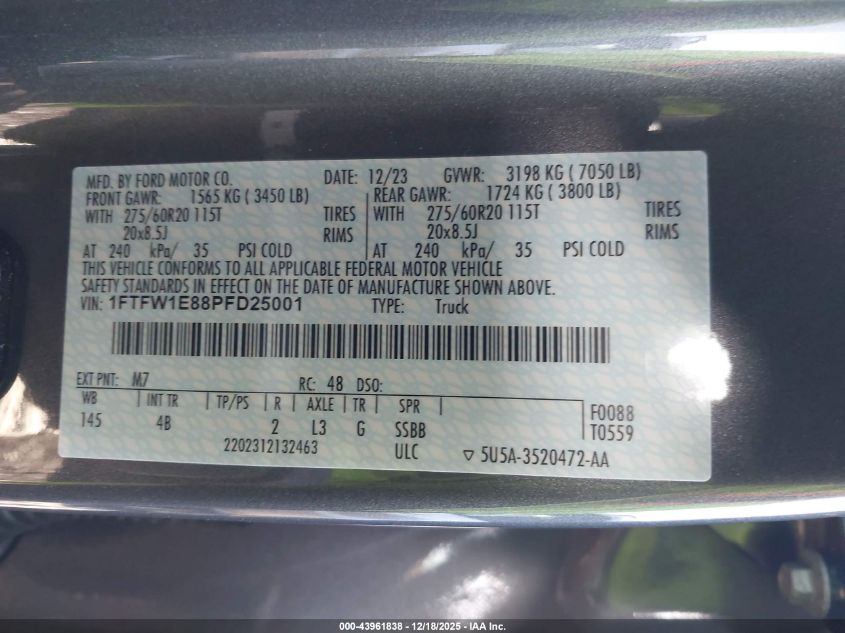 MFD. BY FORD MOTOR CO. DATE: 12/23 GVWR: 3198 KG ( 7050 LB)
FRONT GAWR: 1565 KG ( 3450 LB) REAR GAWR: 1724 KG ( 3800 LB)
WITH 275/60R20 115T TIRES WITH 275/60R20 115T TIRES
20x8.5J RIMS 20x8.5J RIMS
AT 240 kPa/ 35 PSI COLD AT 240 kPa/ 35 PSI COLD
THIS VEHICLE CONFORMS TO ALL APPLICABLE FEDERAL MOTOR VEHICLE
SAFETY STANDARDS IN EFFECT ON THE DATE OF MANUFACTURE SHOWN ABOVE.
VIN: 1FTFW1E88PFD25001 TYPE: Truck
EXT PNT: M7 RC: 48 DSO:
WB INT TR TP/PS R AXLE TR SPR F0088
145 4B 2 L3 G SSBB T0559
2202312132463 ULC ▽ 5U5A-3520472-AA
000-43961838 - 12/18/2025 - IAA Inc.